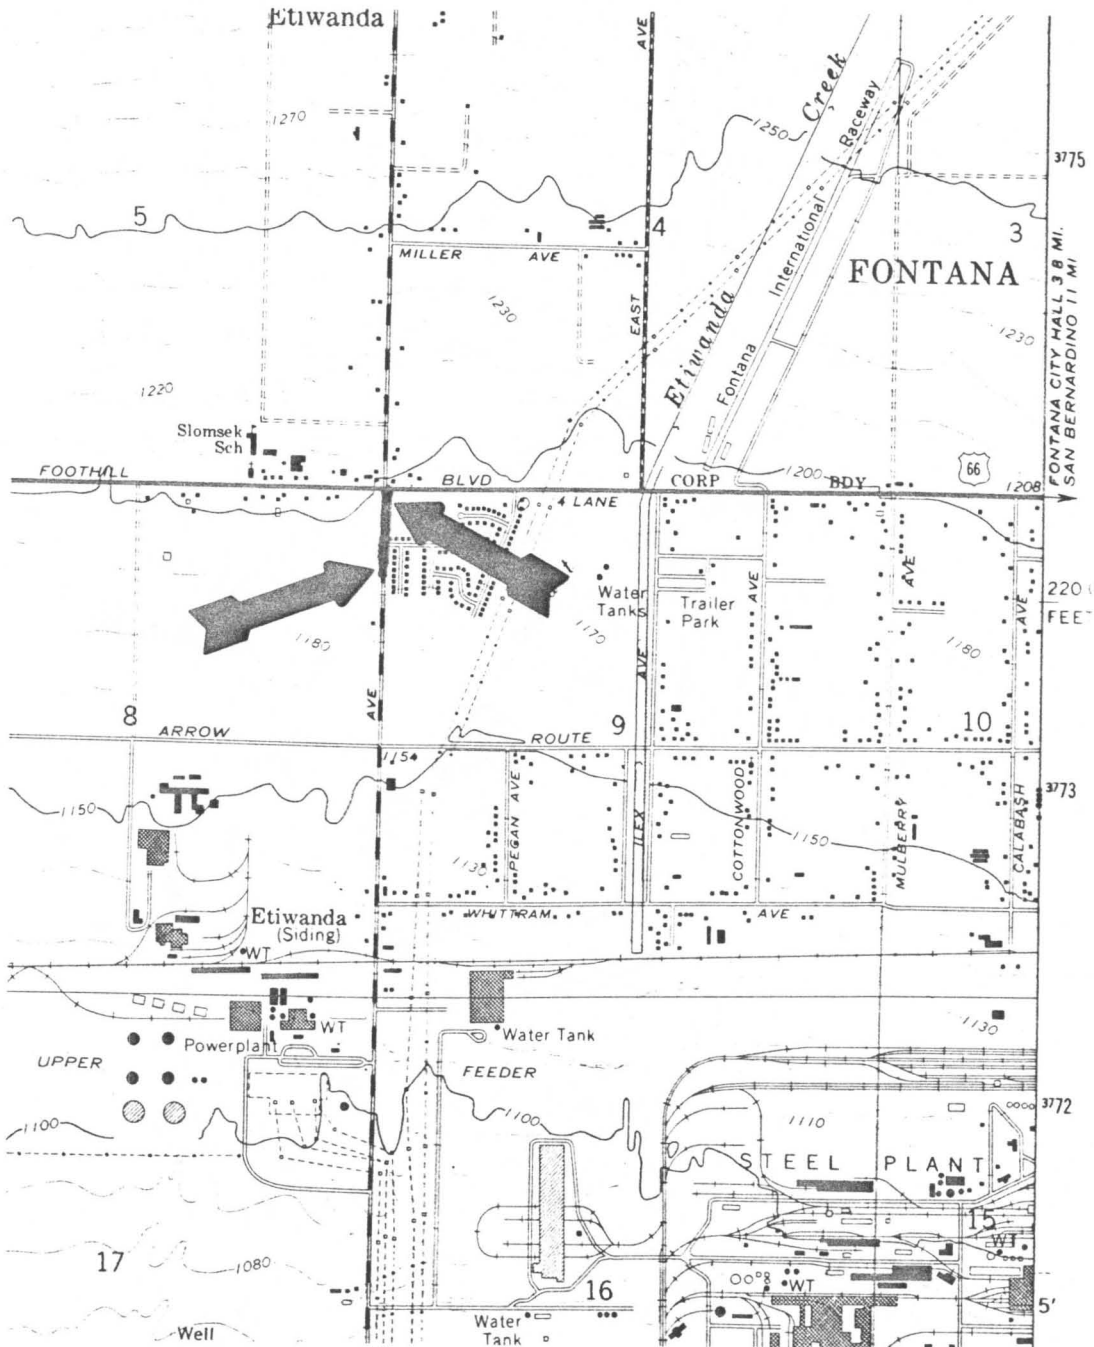 Etiwanda
AVE
Creek
Raceway
1270
1250
3775
5
4
3
MILLER AVE
International
FONTANA
EAST
Etiwanda
1230
1230
Fontana
1220
FONTANA CITY HALL 3.8 MI.
SAN BERNARDINO 11 MI.
Slomsek
Sch
FOOTHILL BLVD
CORP BDY
1200
66
1208
4 LANE
AVE
AVE
AVE
Water
Tanks
Trailer
Park
220
FEET
1180
1170
1180
AVE
AVE
8
9
10
ARROW ROUTE
1154
3773
1150
PECAN AVE
ILEX
COTTONWOOD
MULBERRY
CALABASH
1150
1130
WHITTRAM AVE
Etiwanda
(Siding)
WT
WT
Powerplant
Water Tank
1130
UPPER FEEDER
3772
1100
1100
1110
STEEL PLANT
15
WT
17
1080
16
WT
5'
Well
Water
Tank